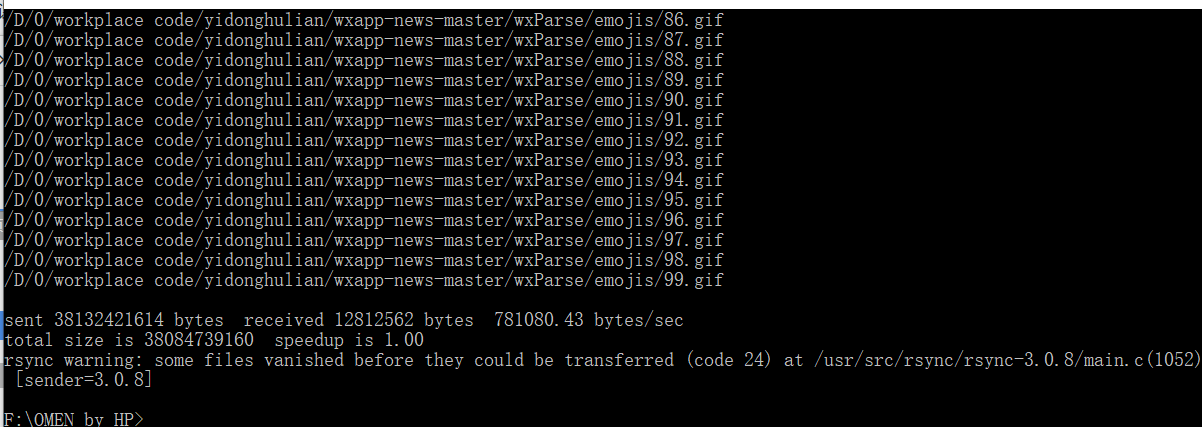 /D/0/workplace code/yidonghulian/wxapp-news-master/wxParse/emojis/86.gif
/D/0/workplace code/yidonghulian/wxapp-news-master/wxParse/emojis/87.gif
/D/0/workplace code/yidonghulian/wxapp-news-master/wxParse/emojis/88.gif
/D/0/workplace code/yidonghulian/wxapp-news-master/wxParse/emojis/89.gif
/D/0/workplace code/yidonghulian/wxapp-news-master/wxParse/emojis/90.gif
/D/0/workplace code/yidonghulian/wxapp-news-master/wxParse/emojis/91.gif
/D/0/workplace code/yidonghulian/wxapp-news-master/wxParse/emojis/92.gif
/D/0/workplace code/yidonghulian/wxapp-news-master/wxParse/emojis/93.gif
/D/0/workplace code/yidonghulian/wxapp-news-master/wxParse/emojis/94.gif
/D/0/workplace code/yidonghulian/wxapp-news-master/wxParse/emojis/95.gif
/D/0/workplace code/yidonghulian/wxapp-news-master/wxParse/emojis/96.gif
/D/0/workplace code/yidonghulian/wxapp-news-master/wxParse/emojis/97.gif
/D/0/workplace code/yidonghulian/wxapp-news-master/wxParse/emojis/98.gif
/D/0/workplace code/yidonghulian/wxapp-news-master/wxParse/emojis/99.gif
sent 38132421614 bytes  received 12812562 bytes  781080.43 bytes/sec
total size is 38084739160  speedup is 1.00
rsync warning: some files vanished before they could be transferred (code 24) at /usr/src/rsync/rsync-3.0.8/main.c(1052)
[sender=3.0.8]
F:\OMEN by HP>